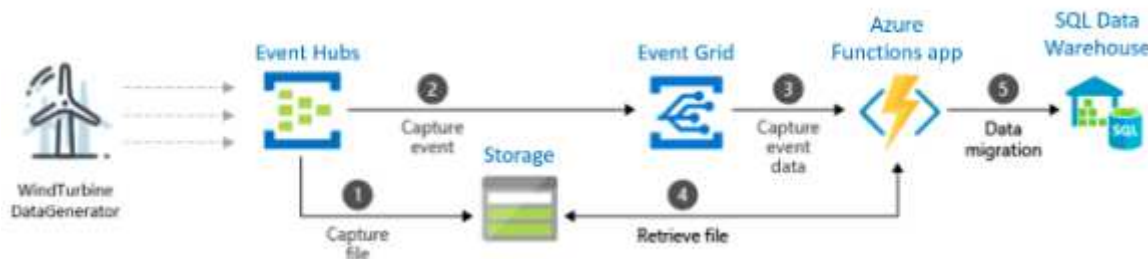 SQL Data
Warehouse
Azure
Functions app
Event Hubs
Event Grid
2
3
5
Capture
event
Capture
event
data
Data
migration
Storage
WindTurbine
DataGenerator
1
4
Capture
file
Retrieve file
SQL